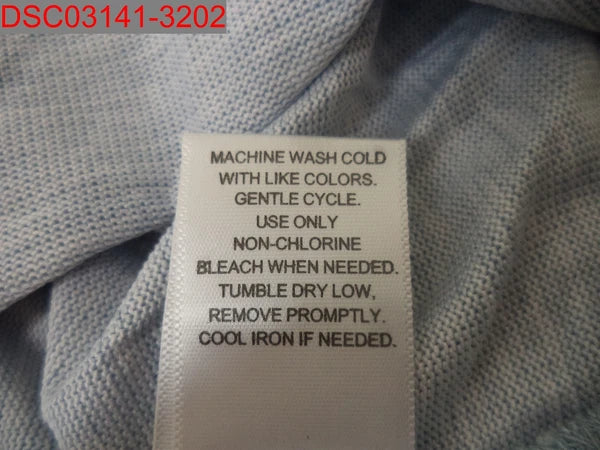 DSC03141-3202
MACHINE WASH COLD
WITH LIKE COLORS.
GENTLE CYCLE.
USE ONLY
NON-CHLORINE
BLEACH WHEN NEEDED.
TUMBLE DRY LOW,
REMOVE PROMPTLY.
COOL IRON IF NEEDED.